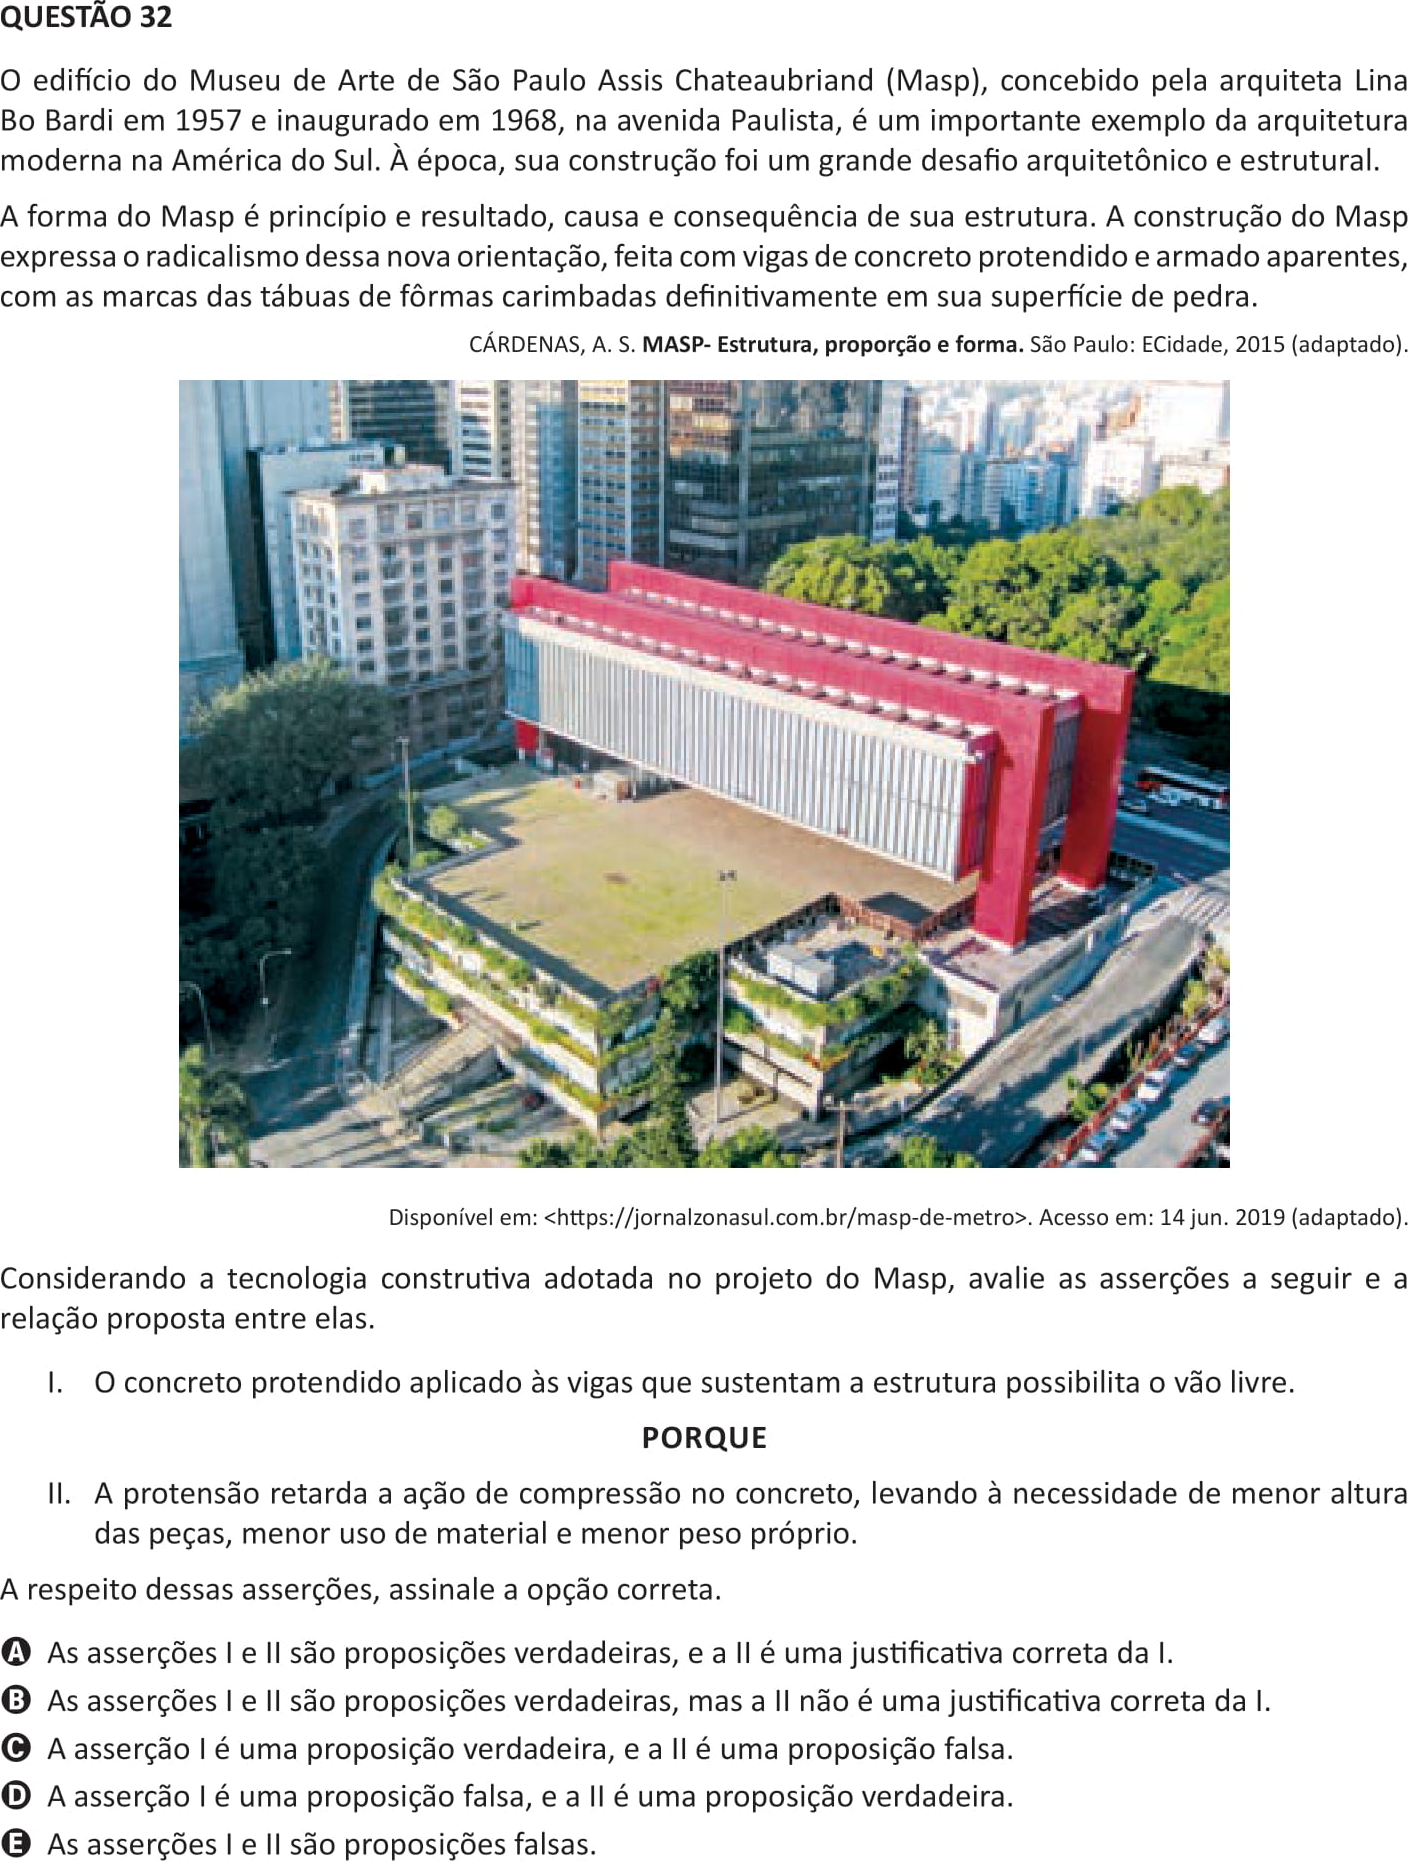 QUESTÃO 32
O edifício do Museu de Arte de São Paulo Assis Chateaubriand (Masp), concebido pela arquiteta Lina
Bo Bardi em 1957 e inaugurado em 1968, na avenida Paulista, é um importante exemplo da arquitetura
moderna na América do Sul. À época, sua construção foi um grande desafio arquitetônico e estrutural.
A forma do Masp é princípio e resultado, causa e consequência de sua estrutura. A construção do Masp
expressa o radicalismo dessa nova orientação, feita com vigas de concreto protendido e armado aparentes,
com as marcas das tábuas de fôrmas carimbadas definitivamente em sua superfície de pedra.
CÁRDENAS, A. S. MASP- Estrutura, proporção e forma. São Paulo: ECidade, 2015 (adaptado).
Disponível em: <https://jornalzonasul.com.br/masp-de-metro>. Acesso em: 14 jun. 2019 (adaptado).
Considerando a tecnologia construtiva adotada no projeto do Masp, avalie as asserções a seguir e a
relação proposta entre elas.
I. O concreto protendido aplicado às vigas que sustentam a estrutura possibilita o vão livre.
PORQUE
II. A protensão retarda a ação de compressão no concreto, levando à necessidade de menor altura
das peças, menor uso de material e menor peso próprio.
A respeito dessas asserções, assinale a opção correta.
A As asserções I e II são proposições verdadeiras, e a II é uma justificativa correta da I.
B As asserções I e II são proposições verdadeiras, mas a II não é uma justificativa correta da I.
C A asserção I é uma proposição verdadeira, e a II é uma proposição falsa.
D A asserção I é uma proposição falsa, e a II é uma proposição verdadeira.
E As asserções I e II são proposições falsas.